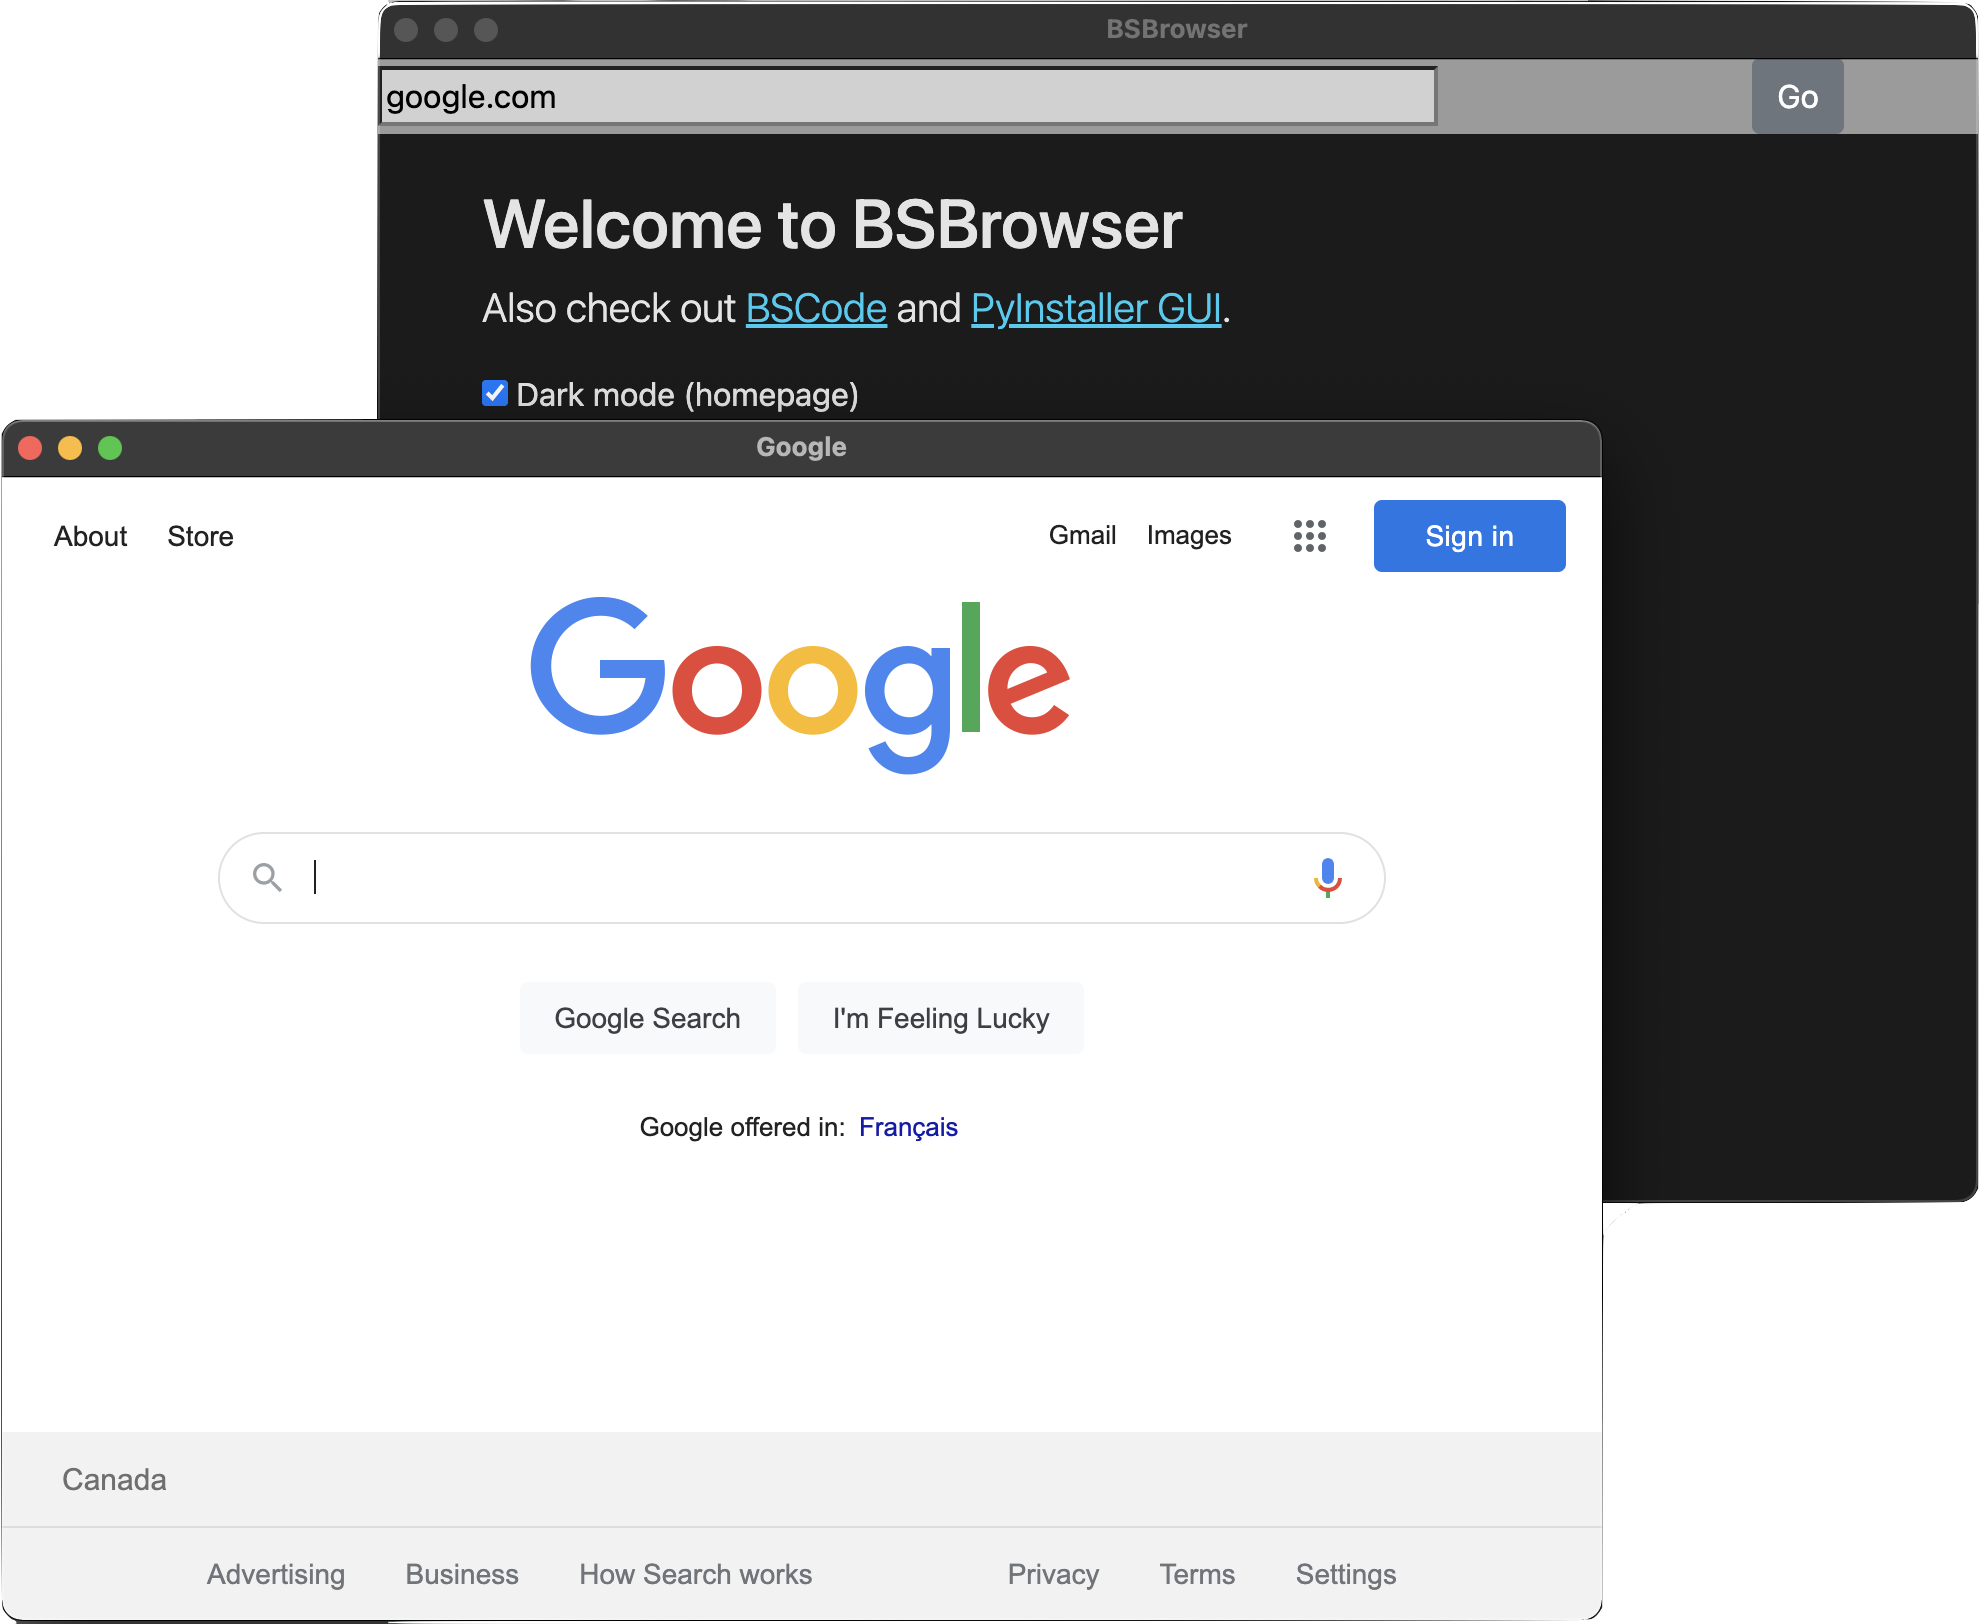 BSBrowser
google.com Go
Welcome to BSBrowser
Also check out BSCode and PyInstaller GUI.
Dark mode (homepage)
Google
About Store Gmail Images Sign in
Google
Google Search I'm Feeling Lucky
Google offered in: Français
Canada
Advertising Business How Search works Privacy Terms Settings